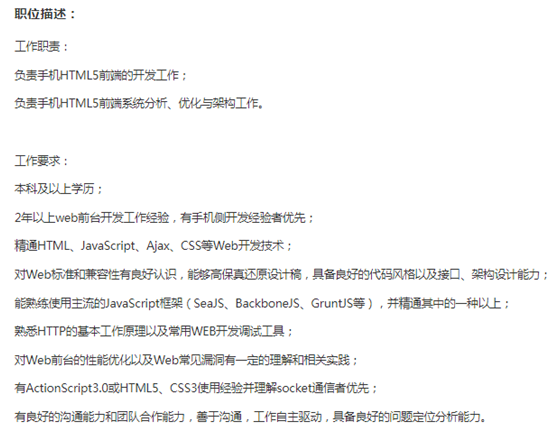 职位描述：
工作职责：
负责手机HTML5前端的开发工作；
负责手机HTML5前端系统分析、优化与架构工作。
工作要求：
本科及以上学历；
2年以上web前台开发工作经验，有手机侧开发经验者优先；
精通HTML、JavaScript、Ajax、CSS等Web开发技术；
对Web标准和兼容性有良好认识，能够高保真还原设计稿，具备良好的代码风格以及接口、架构设计能力；
能熟练使用主流的JavaScript框架（SeaJS、BackboneJS、GruntJS等），并精通其中的一种以上；
熟悉HTTP的基本工作原理以及常用WEB开发调试工具；
对Web前台的性能优化以及Web常见漏洞有一定的理解和相关实践；
有ActionScript3.0或HTML5、CSS3使用经验并理解socket通信者优先；
有良好的沟通能力和团队合作能力，善于沟通，工作自主驱动，具备良好的问题定位分析能力。